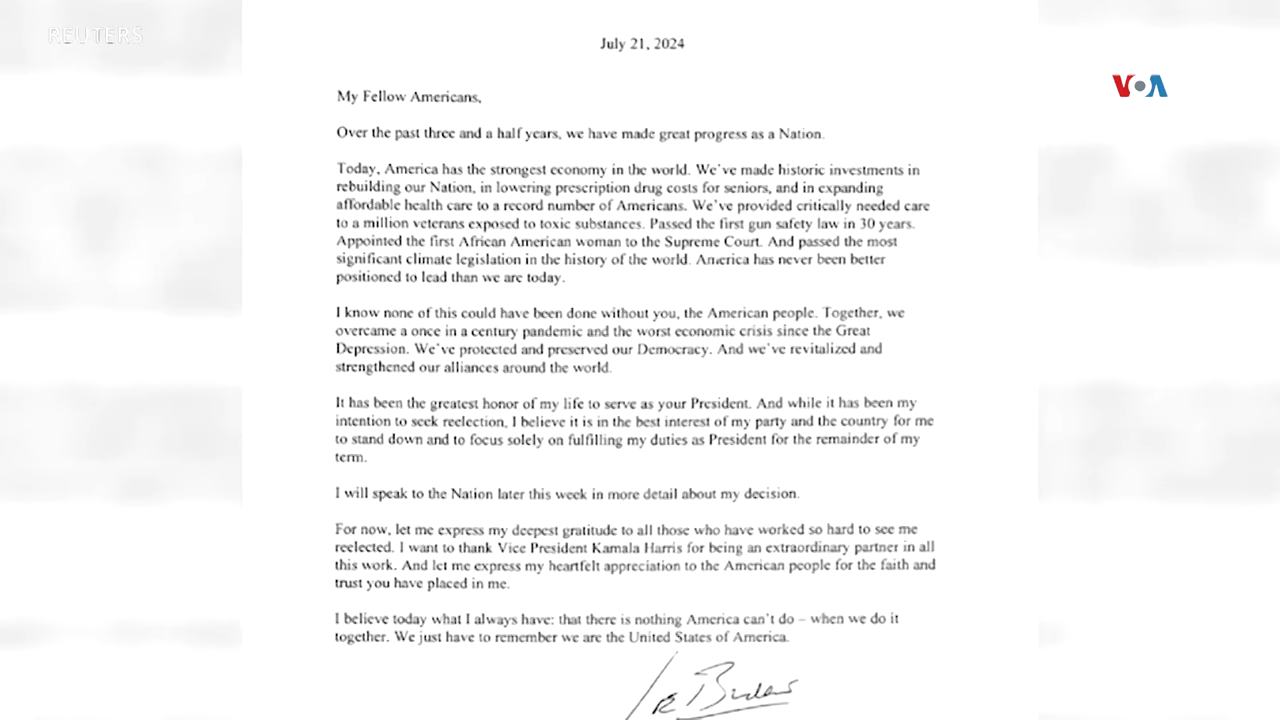 REUTERS
July 21, 2024
VOA
My Fellow Americans,
Over the past three and a half years, we have made great progress as a Nation.
Today, America has the strongest economy in the world. We've made historic investments in
rebuilding our Nation, in lowering prescription drug costs for seniors, and in expanding
affordable health care to a record number of Americans. We've provided critically needed care
to a million veterans exposed to toxic substances. Passed the first gun safety law in 30 years.
Appointed the first African American woman to the Supreme Court. And passed the most
significant climate legislation in the history of the world. America has never been better
positioned to lead than we are today.
I know none of this could have been done without you, the American people. Together, we
overcame a once in a century pandemic and the worst economic crisis since the Great
Depression. We've protected and preserved our Democracy. And we've revitalized and
strengthened our alliances around the world.
It has been the greatest honor of my life to serve as your President. And while it has been my
intention to seek reelection, I believe it is in the best interest of my party and the country for me
to stand down and to focus solely on fulfilling my duties as President for the remainder of my
term.
I will speak to the Nation later this week in more detail about my decision.
For now, let me express my deepest gratitude to all those who have worked so hard to see me
reelected. I want to thank Vice President Kamala Harris for being an extraordinary partner in all
this work. And let me express my heartfelt appreciation to the American people for the faith and
trust you have placed in me.
I believe today what I always have: that there is nothing America can't do – when we do it
together. We just have to remember we are the United States of America.
Joe Biden